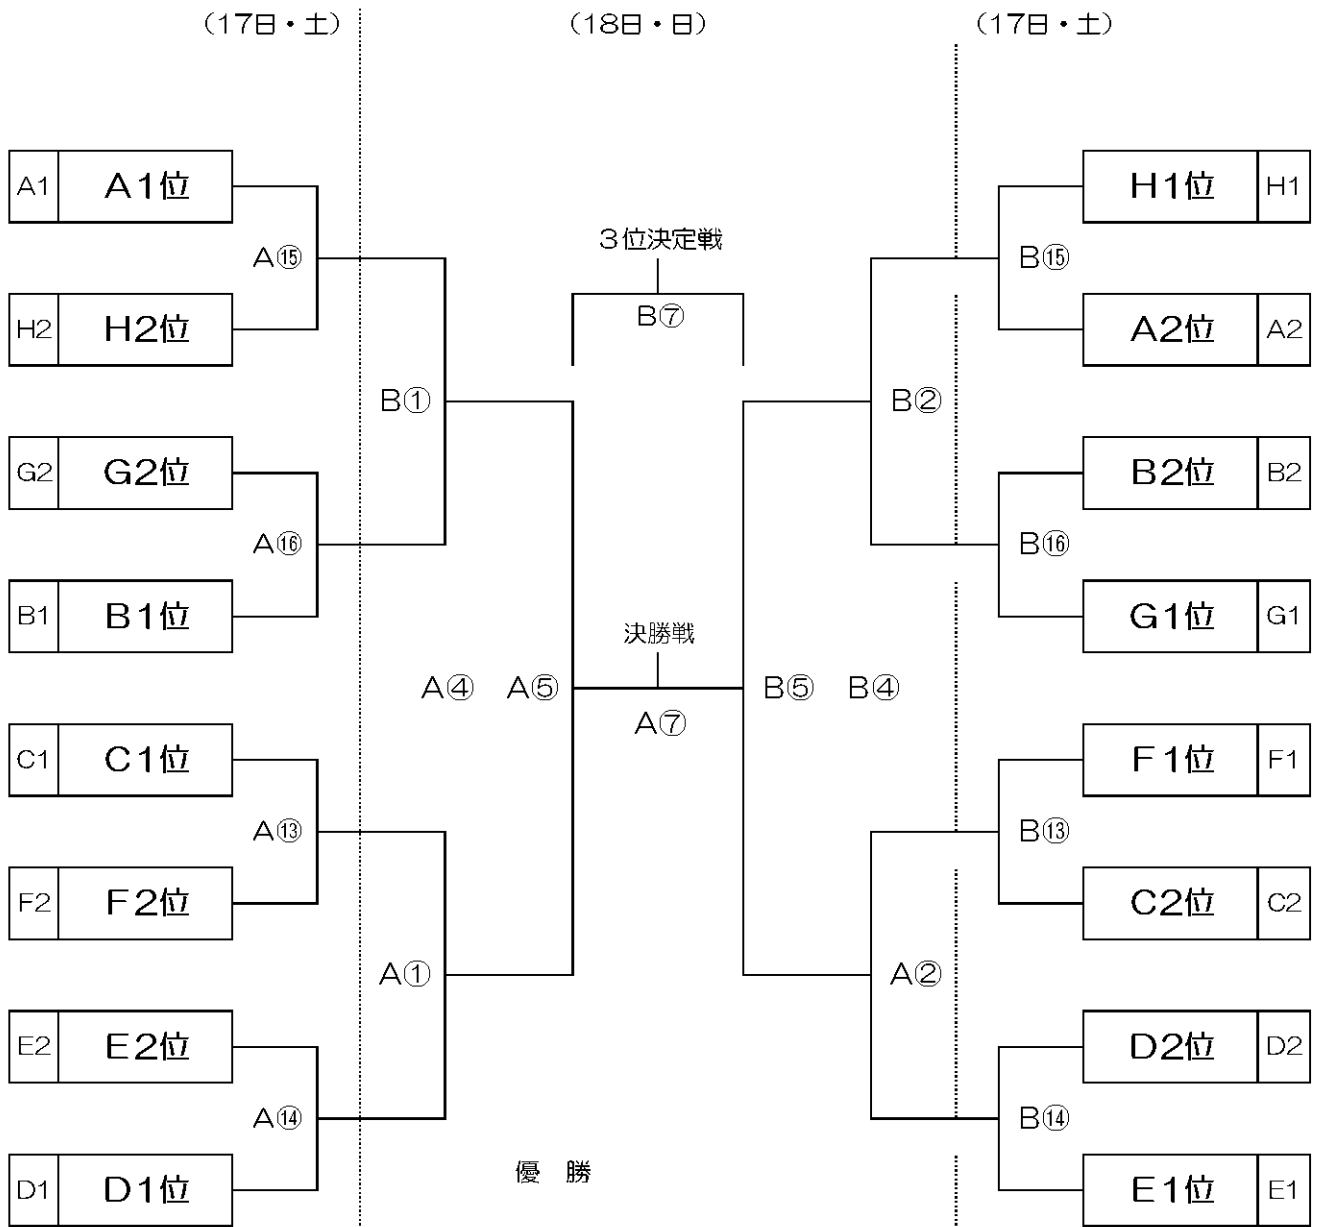 （17日・土） （18日・日） （17日・土）
A1 A1位 H1位 H1
３位決定戦
A⑮ B⑮
B⑦
H2 H2位 A2位 A2
B① B②
G2 G2位 B2位 B2
A⑯ B⑯
B1 B1位 G1位 G1
決勝戦
A④ A⑤ B⑤ B④
A⑦
C1 C1位 F1位 F1
A⑬ B⑬
F2 F2位 C2位 C2
A① A②
E2 E2位 D2位 D2
A⑭ B⑭
優 勝
D1 D1位 E1位 E1